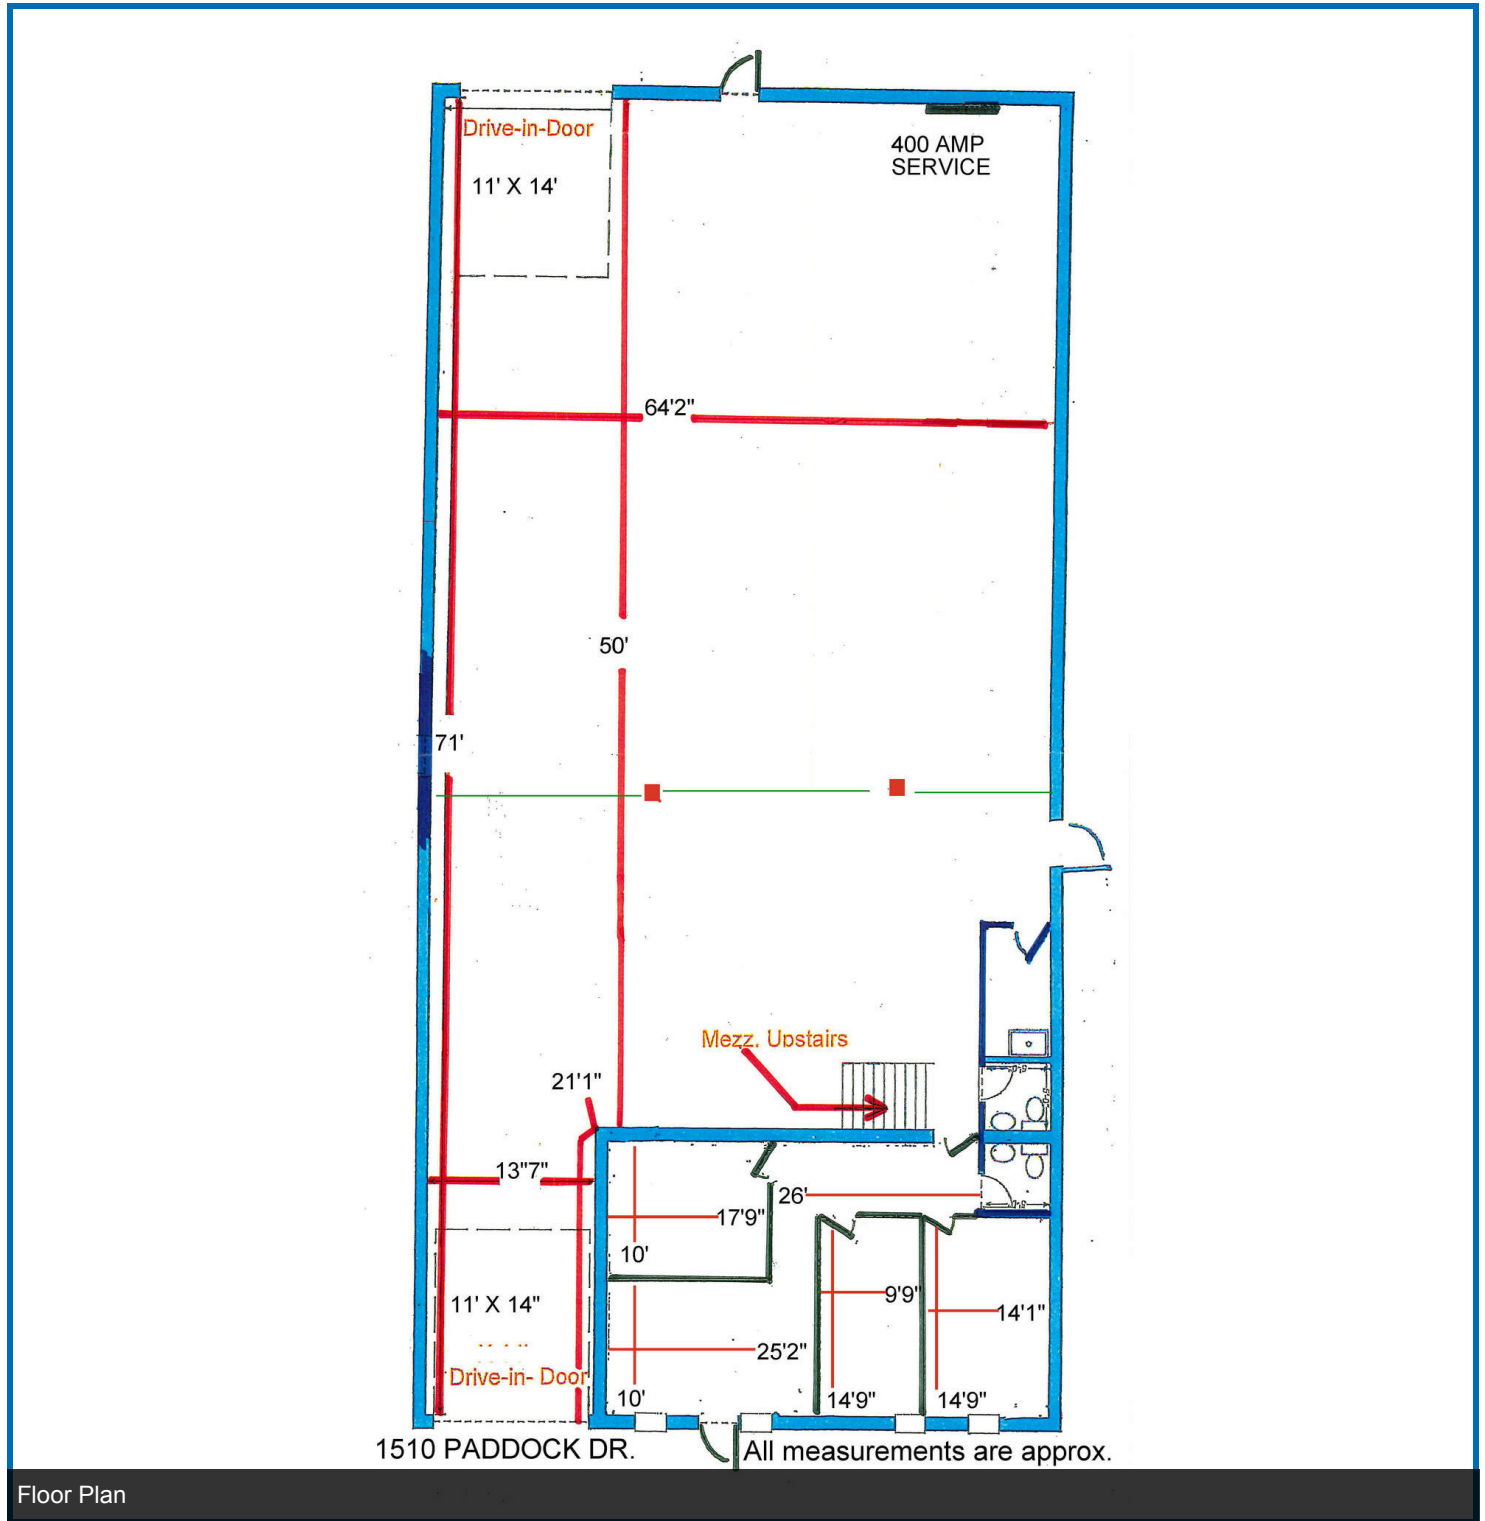 Drive-in-Door
11' X 14'
400 AMP
SERVICE
64'2"
50'
71'
Mezz. Upstairs
21'1"
13"7"
26'
17'9"
10'
11' X 14"
9'9"
14'1"
25'2"
Drive-in- Door
10'
14'9"
14'9"
1510 PADDOCK DR.
All measurements are approx.
Floor Plan